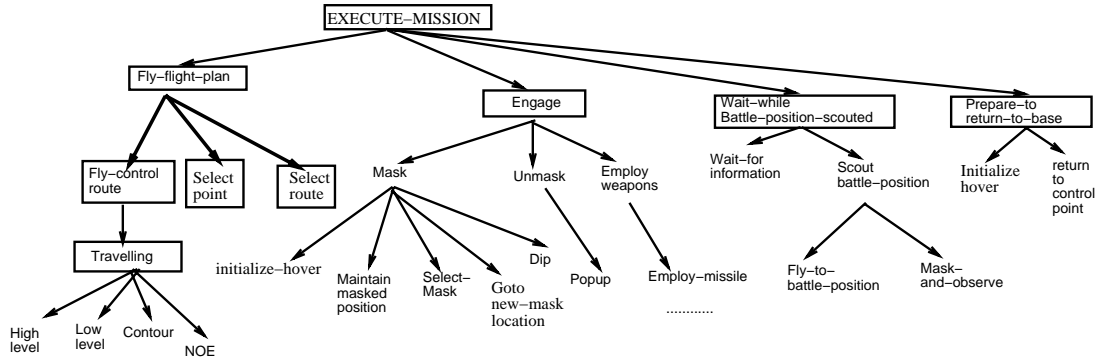 EXECUTE–MISSION
Fly–flight–plan
Engage
Wait–while
Battle–position–scouted
Prepare–to
return–to–base
Fly–control
route
Select
point
Select
route
Mask
Unmask
Employ
weapons
Wait–for
information
Scout
battle–position
Initialize
hover
return
to
control
point
Travelling
initialize–hover
Maintain
masked
position
Select–
Mask
Goto
new–mask
location
Dip
Popup
Employ–missile
............
Fly–to–
battle–position
Mask–
and–observe
High
level
Low
level
Contour
NOE